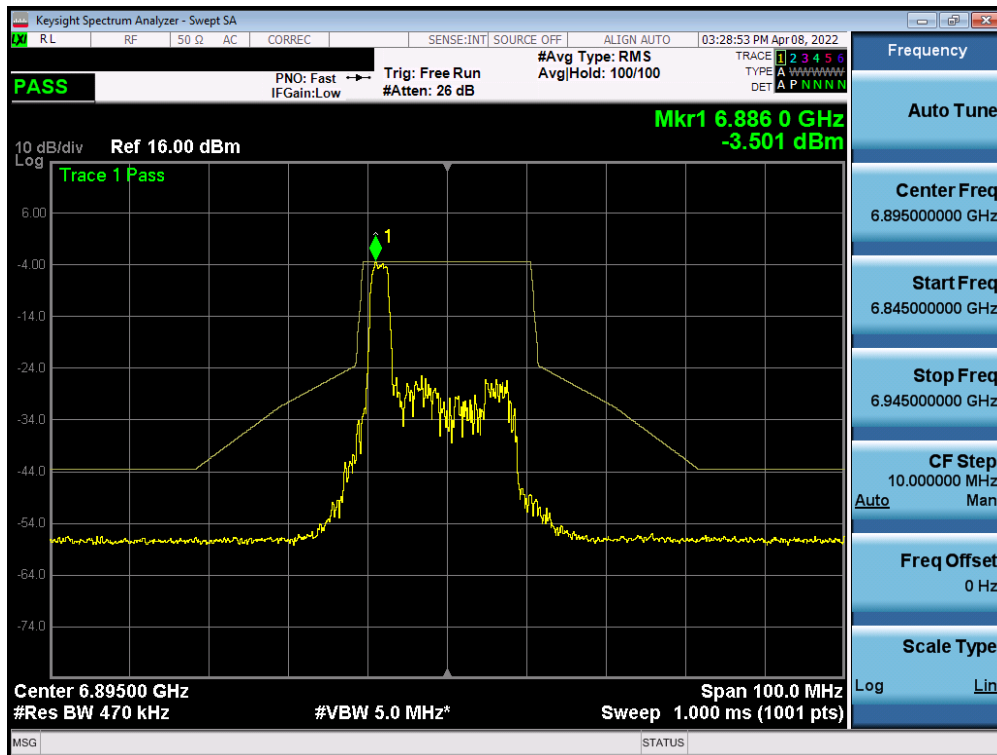 Keysight Spectrum Analyzer - Swept SA
LXI RL RF 50 Ω AC CORREC SENSE:INT SOURCE OFF ALIGN AUTO 03:28:53 PM Apr 08, 2022
PASS
PNO: Fast
IFGain:Low
Trig: Free Run
#Atten: 26 dB
#Avg Type: RMS
Avg|Hold: 100/100
TRACE 1 2 3 4 5 6
TYPE A WWWWW
DET A P N N N N
Mkr1 6.886 0 GHz
-3.501 dBm
10 dB/div Ref 16.00 dBm
Log
Trace 1 Pass
1
6.00
-4.00
-14.0
-24.0
-34.0
-44.0
-54.0
-64.0
-74.0
Center 6.89500 GHz Span 100.0 MHz
#Res BW 470 kHz #VBW 5.0 MHz* Sweep 1.000 ms (1001 pts)
MSG STATUS
Frequency
Auto Tune
Center Freq
6.895000000 GHz
Start Freq
6.845000000 GHz
Stop Freq
6.945000000 GHz
CF Step
10.000000 MHz
Auto Man
Freq Offset
0 Hz
Scale Type
Log Lin